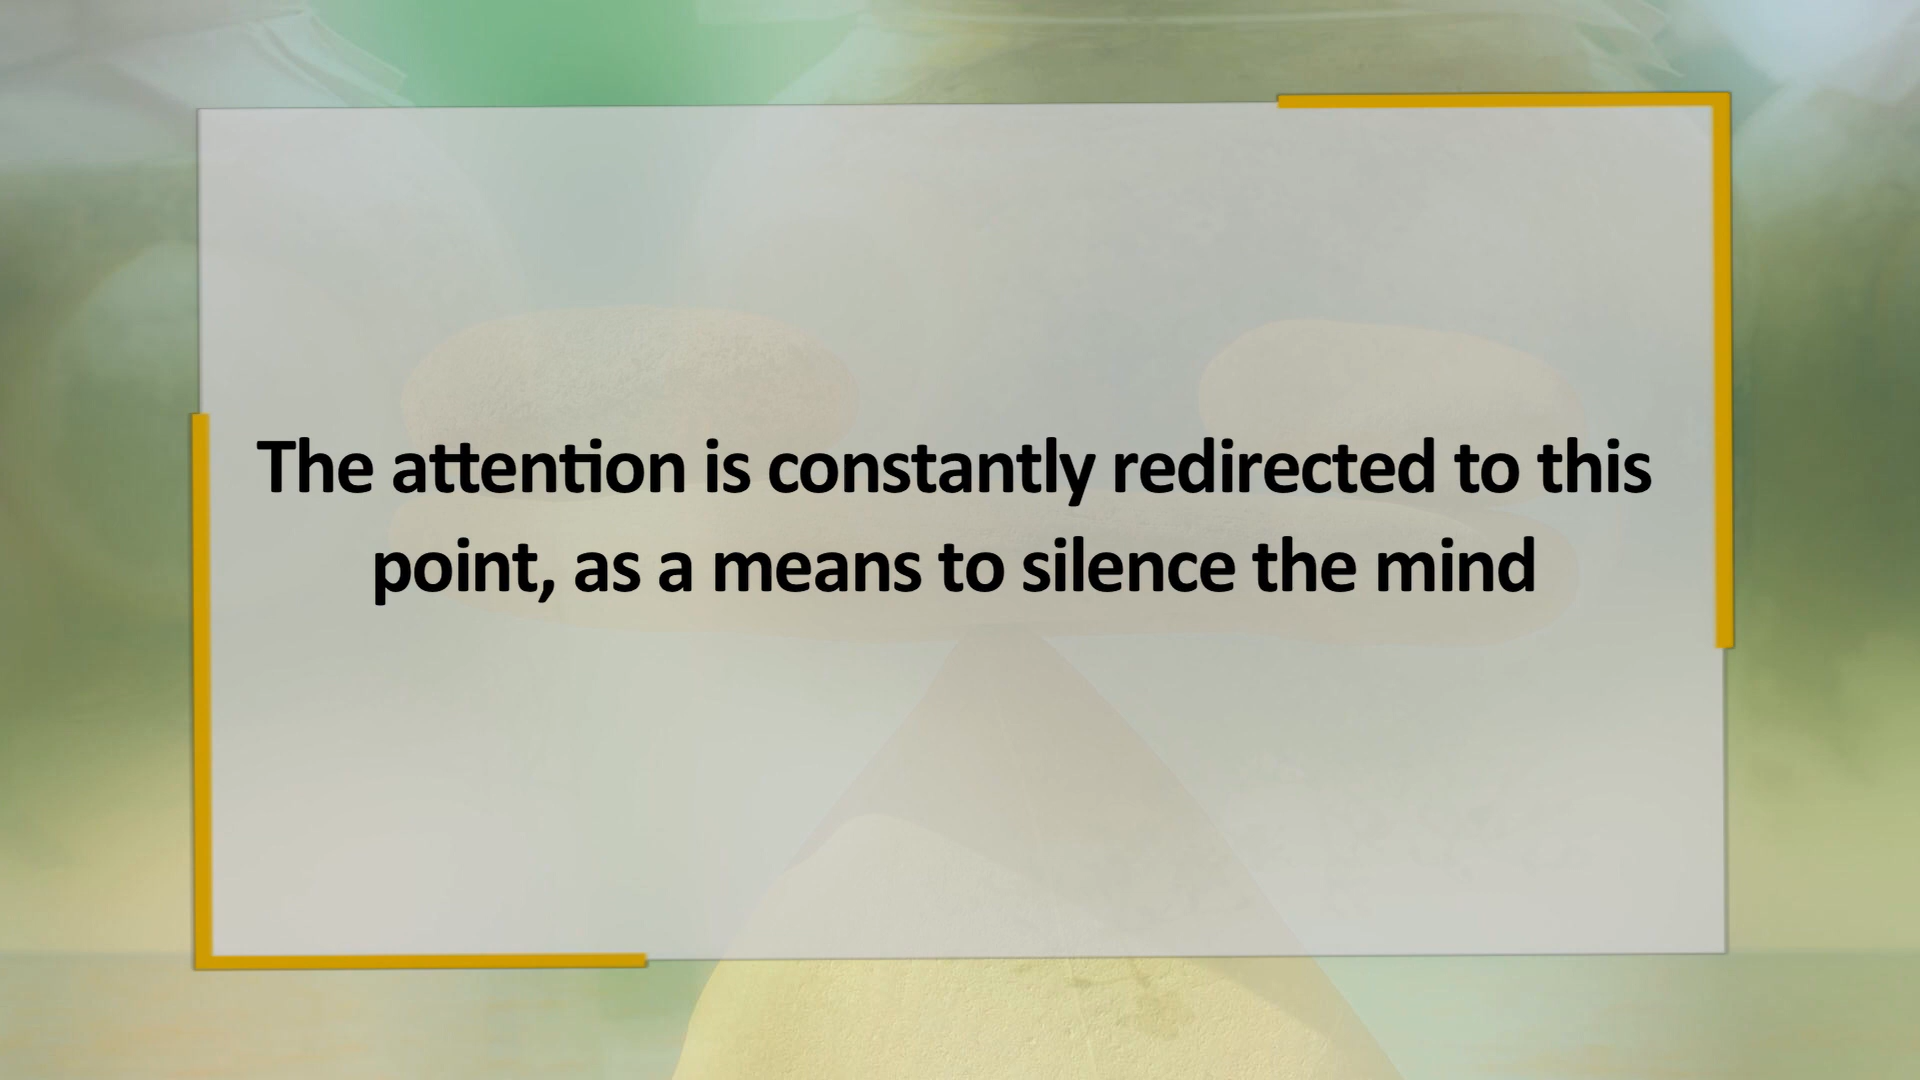 The attention is constantly redirected to this
point, as a means to silence the mind